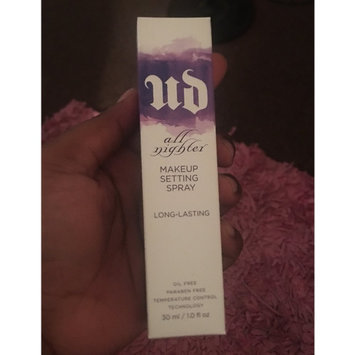 ud
all
nighter
MAKEUP
SETTING
SPRAY
LONG-LASTING
OIL FREE
PARABEN FREE
TEMPERATURE CONTROL
TECHNOLOGY
30 ml / 1.0 fl oz